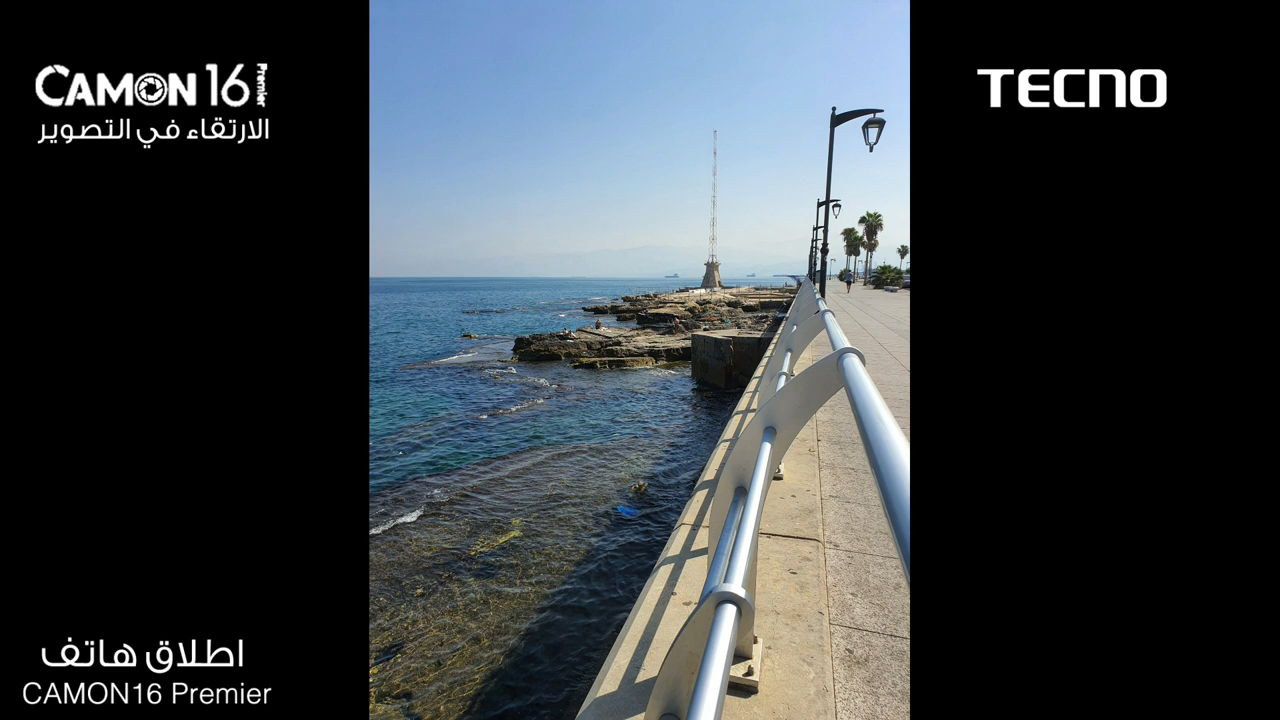 CAMON 16 Premier
الارتقاء في التصوير
TECNO
اطلاق هاتف
CAMON16 Premier